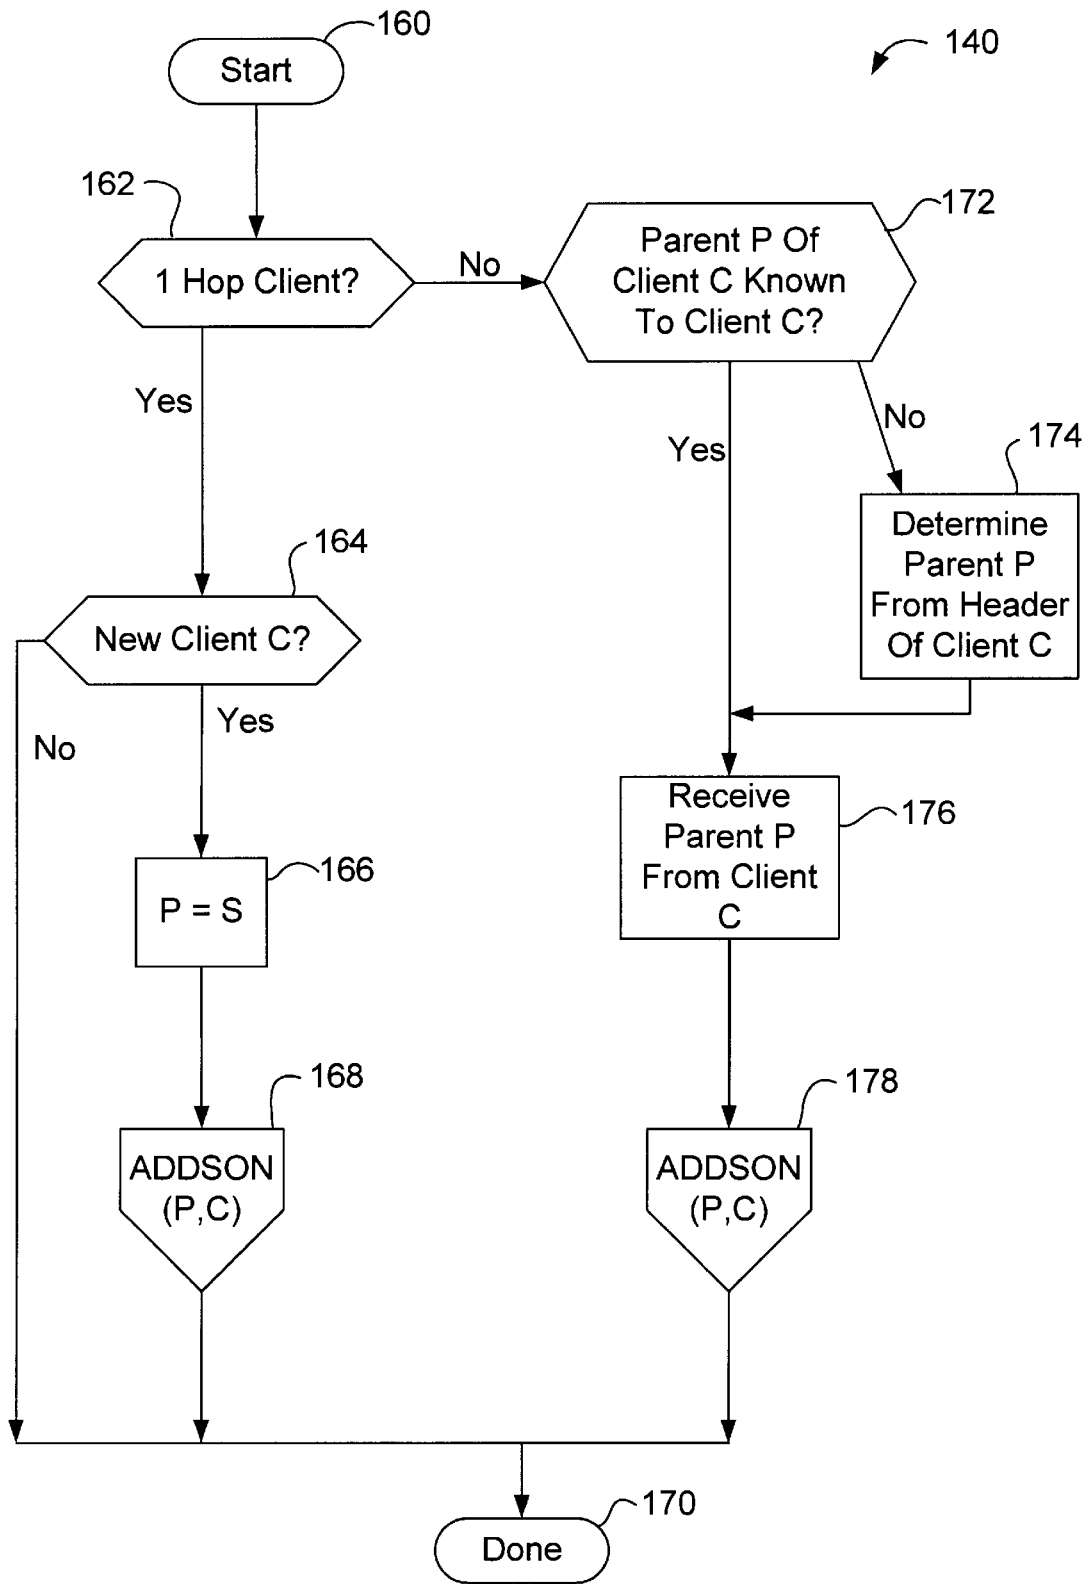 160
Start
140
162
1 Hop Client?
No
172
Parent P Of
Client C Known
To Client C?
Yes
Yes
No
174
Determine
Parent P
From Header
Of Client C
164
New Client C?
Yes
No
176
Receive
Parent P
From Client
C
166
P = S
168
ADDSON
(P,C)
178
ADDSON
(P,C)
170
Done